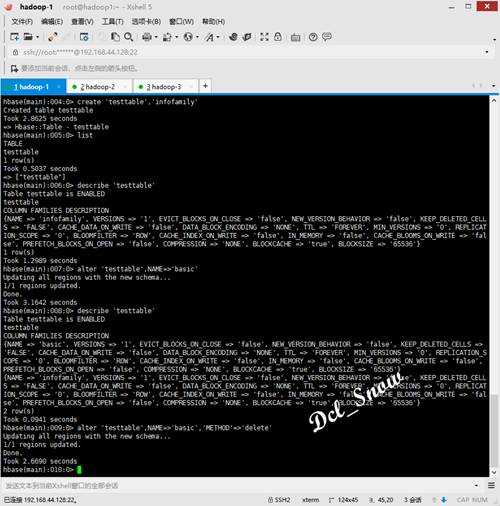 hadoop-1 root@hadoop1:~ - Xshell 5
文件(F) 编辑(E) 查看(V) 工具(T) 选项卡(B) 窗口(W) 帮助(H)
ssh://root:******@192.168.44.128:22
要添加当前会话，点击左侧的箭头按钮。
1 hadoop-1 2 hadoop-2 3 hadoop-3 +
hbase(main):004:0> create 'testtable','infofamily'
Created table testtable
Took 2.8625 seconds
=> Hbase::Table - testtable
hbase(main):005:0> list
TABLE
testtable
1 row(s)
Took 0.5037 seconds
=> ["testtable"]
hbase(main):006:0> describe 'testtable'
Table testtable is ENABLED
testtable
COLUMN FAMILIES DESCRIPTION
{NAME => 'infofamily', VERSIONS => '1', EVICT_BLOCKS_ON_CLOSE => 'false', NEW_VERSION_BEHAVIOR => 'false', KEEP_DELETED_CELL
S => 'FALSE', CACHE_DATA_ON_WRITE => 'false', DATA_BLOCK_ENCODING => 'NONE', TTL => 'FOREVER', MIN_VERSIONS => '0', REPLICAT
ION_SCOPE => '0', BLOOMFILTER => 'ROW', CACHE_INDEX_ON_WRITE => 'false', IN_MEMORY => 'false', CACHE_BLOOMS_ON_WRITE => 'fal
se', PREFETCH_BLOCKS_ON_OPEN => 'false', COMPRESSION => 'NONE', BLOCKCACHE => 'true', BLOCKSIZE => '65536'}
1 row(s)
Took 1.2989 seconds
hbase(main):007:0> alter 'testtable',NAME=>'basic'
Updating all regions with the new schema...
1/1 regions updated.
Done.
Took 3.1642 seconds
hbase(main):008:0> describe 'testtable'
Table testtable is ENABLED
testtable
COLUMN FAMILIES DESCRIPTION
{NAME => 'basic', VERSIONS => '1', EVICT_BLOCKS_ON_CLOSE => 'false', NEW_VERSION_BEHAVIOR => 'false', KEEP_DELETED_CELLS =>
'FALSE', CACHE_DATA_ON_WRITE => 'false', DATA_BLOCK_ENCODING => 'NONE', TTL => 'FOREVER', MIN_VERSIONS => '0', REPLICATION_S
COPE => '0', BLOOMFILTER => 'ROW', CACHE_INDEX_ON_WRITE => 'false', IN_MEMORY => 'false', CACHE_BLOOMS_ON_WRITE => 'false',
PREFETCH_BLOCKS_ON_OPEN => 'false', COMPRESSION => 'NONE', BLOCKCACHE => 'true', BLOCKSIZE => '65536'}
{NAME => 'infofamily', VERSIONS => '1', EVICT_BLOCKS_ON_CLOSE => 'false', NEW_VERSION_BEHAVIOR => 'false', KEEP_DELETED_CELL
S => 'FALSE', CACHE_DATA_ON_WRITE => 'false', DATA_BLOCK_ENCODING => 'NONE', TTL => 'FOREVER', MIN_VERSIONS => '0', REPLICAT
ION_SCOPE => '0', BLOOMFILTER => 'ROW', CACHE_INDEX_ON_WRITE => 'false', IN_MEMORY => 'false', CACHE_BLOOMS_ON_WRITE => 'fal
se', PREFETCH_BLOCKS_ON_OPEN => 'false', COMPRESSION => 'NONE', BLOCKCACHE => 'true', BLOCKSIZE => '65536'}
2 row(s)
Took 0.0941 seconds
hbase(main):009:0> alter 'testtable',NAME=>'basic',METHOD'=>'delete'
Updating all regions with the new schema...
1/1 regions updated.
Done.
Took 2.6690 seconds
hbase(main):010:0>
发送文本到当前Xshell窗口的全部会话
已连接 192.168.44.128:22。 SSH2 xterm 124x45 45,20 3 会话 CAP NUM